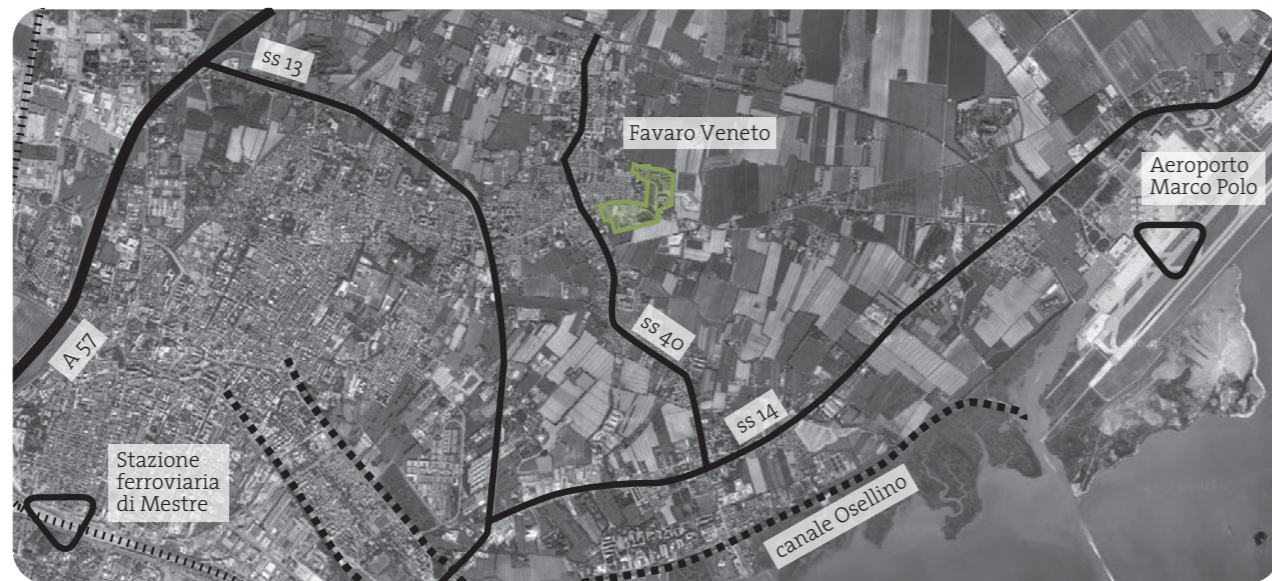 ss 13
Favaro Veneto
Aeroporto
Marco Polo
A 57
ss 40
ss 14
Stazione
ferroviaria
di Mestre
canale Osellino